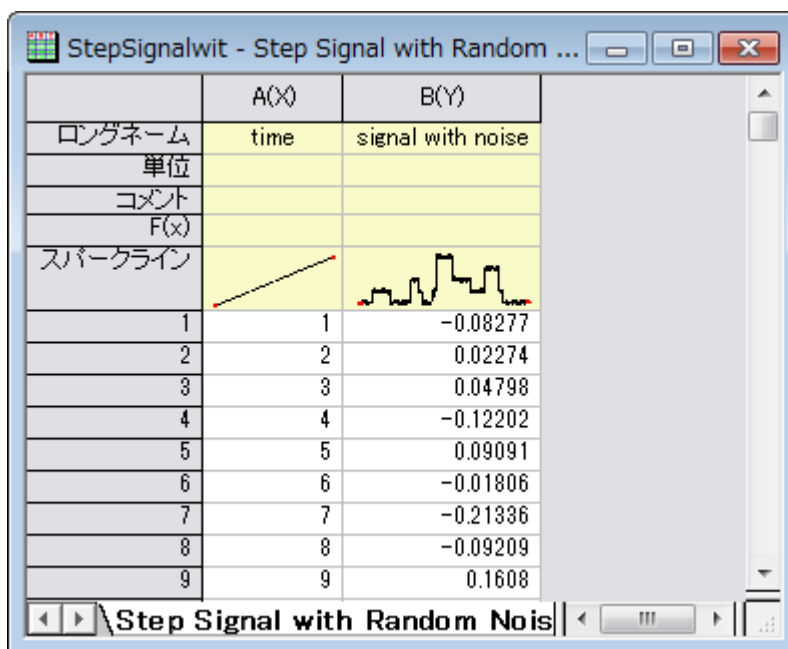 StepSignalwit - Step Signal with Random ...
A(X) B(Y)
ロングネーム time signal with noise
単位
コメント
F(x)
スパークライン
1 1 -0.08277
2 2 0.02274
3 3 0.04798
4 4 -0.12202
5 5 0.09091
6 6 -0.01806
7 7 -0.21336
8 8 -0.09209
9 9 0.1608
Step Signal with Random Nois